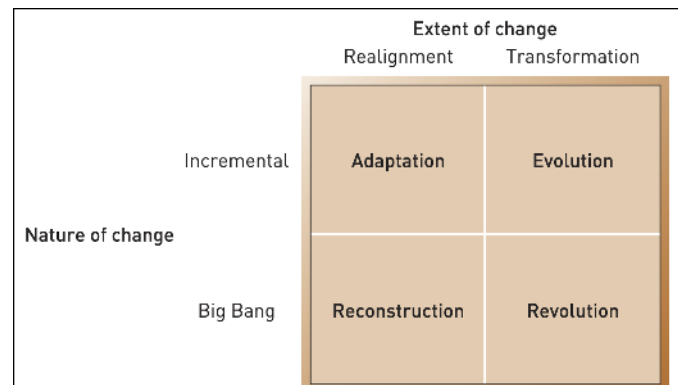 Extent of change
Realignment Transformation
Incremental Adaptation Evolution
Nature of change
Big Bang Reconstruction Revolution